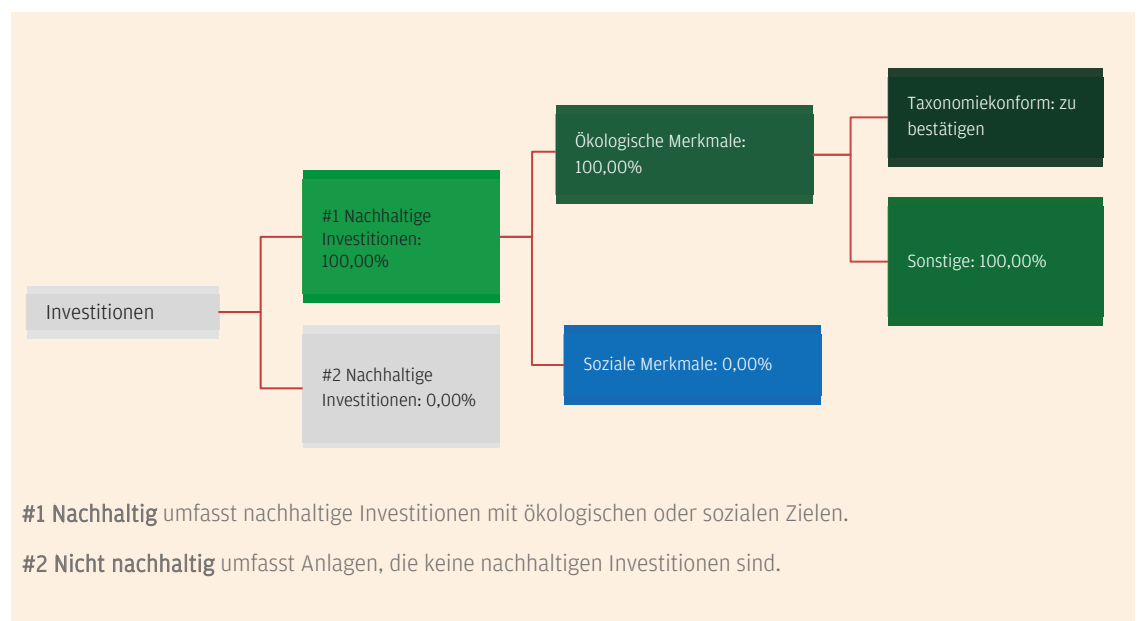 Investitionen
#1 Nachhaltige
Investitionen:
100,00%
#2 Nachhaltige
Investitionen: 0,00%
Ökologische Merkmale:
100,00%
Soziale Merkmale: 0,00%
Taxonomiekonform: zu
bestätigen
Sonstige: 100,00%
#1 Nachhaltig umfasst nachhaltige Investitionen mit ökologischen oder sozialen Zielen.
#2 Nicht nachhaltig umfasst Anlagen, die keine nachhaltigen Investitionen sind.